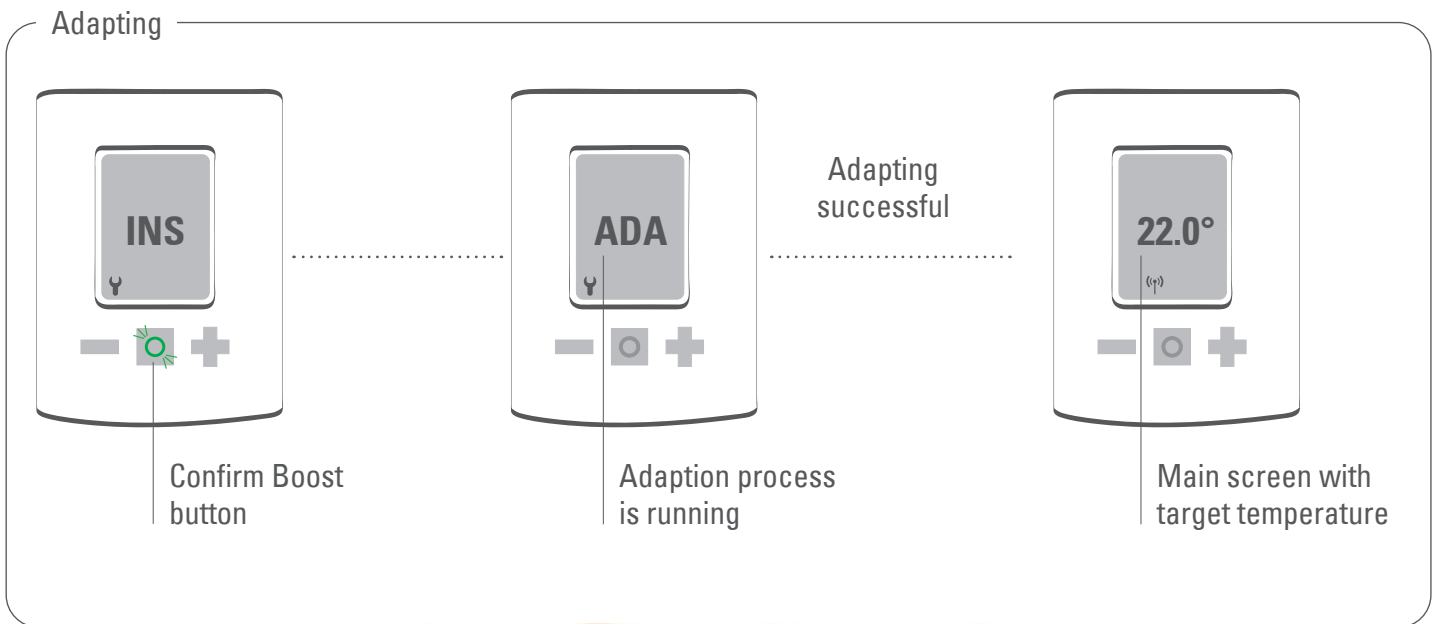 Adapting
INS
ADA
Adapting
successful
22.0°
Confirm Boost
button
Adaption process
is running
Main screen with
target temperature